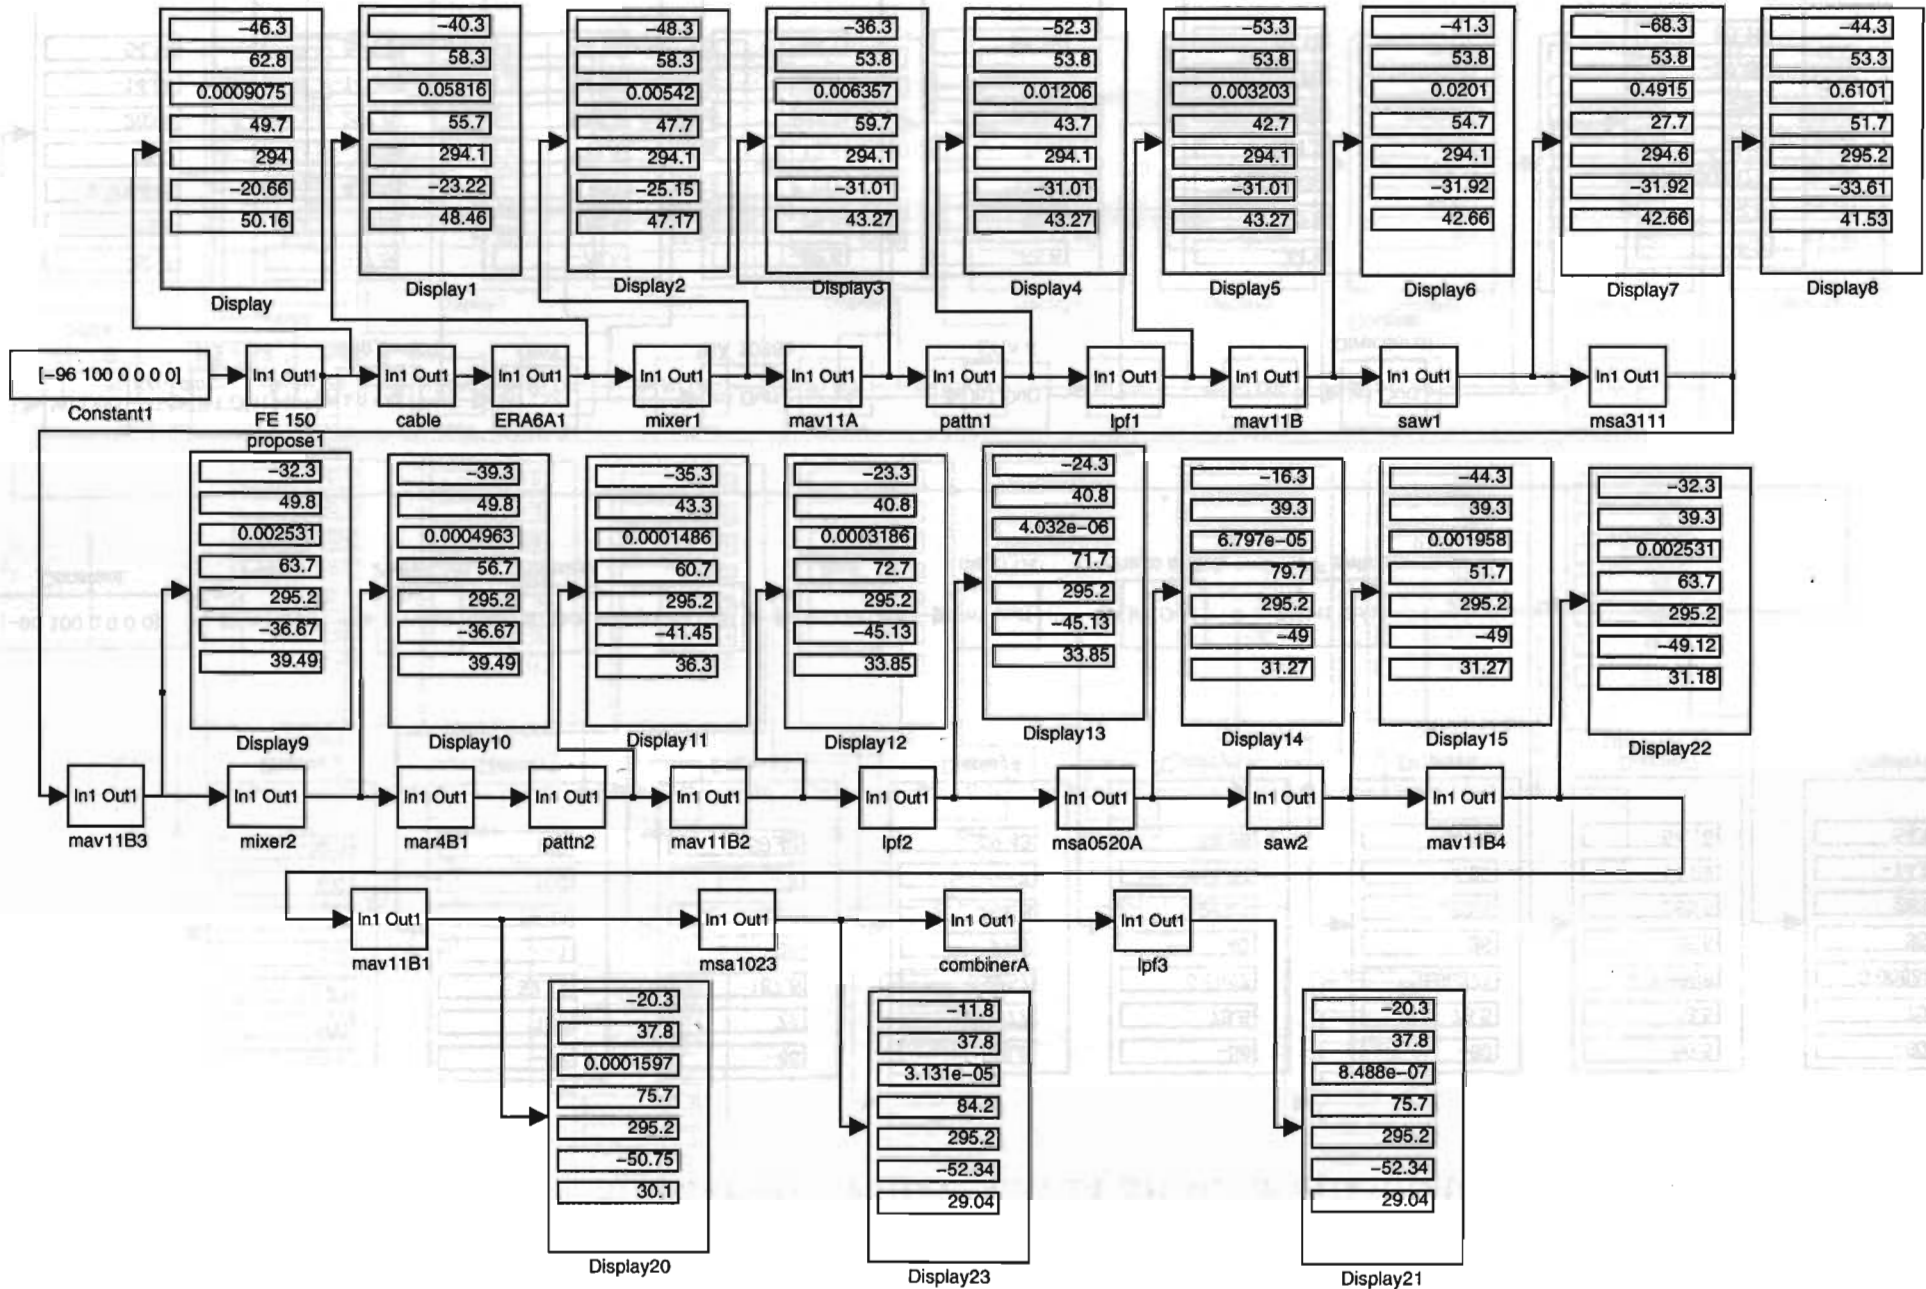 −46.3
62.8
0.0009075
49.7
294
−20.66
50.16
Display
−40.3
58.3
0.05816
55.7
294.1
−23.22
48.46
Display1
−48.3
58.3
0.00542
47.7
294.1
−25.15
47.17
Display2
−36.3
53.8
0.006357
59.7
294.1
−31.01
43.27
Display3
−52.3
53.8
0.01206
43.7
294.1
−31.01
43.27
Display4
−53.3
53.8
0.003203
42.7
294.1
−31.01
43.27
Display5
−41.3
53.8
0.0201
54.7
294.1
−31.92
42.66
Display6
−68.3
53.8
0.4915
27.7
294.6
−31.92
42.66
Display7
−44.3
53.3
0.6101
51.7
295.2
−33.61
41.53
Display8
[−96 100 0 0 0 0]
Constant1
In1 Out1
FE 150
propose1
In1 Out1
cable
In1 Out1
ERA6A1
In1 Out1
mixer1
In1 Out1
mav11A
In1 Out1
pattn1
In1 Out1
lpf1
In1 Out1
mav11B
In1 Out1
saw1
In1 Out1
msa3111
−32.3
49.8
0.002531
63.7
295.2
−36.67
39.49
Display9
−39.3
49.8
0.0004963
56.7
295.2
−36.67
39.49
Display10
−35.3
43.3
0.0001486
60.7
295.2
−41.45
36.3
Display11
−23.3
40.8
0.0003186
72.7
295.2
−45.13
33.85
Display12
−24.3
40.8
4.032e−06
71.7
295.2
−45.13
33.85
Display13
−16.3
39.3
6.797e−05
79.7
295.2
−49
31.27
Display14
−44.3
39.3
0.001958
51.7
295.2
−49
31.27
Display15
−32.3
39.3
0.002531
63.7
295.2
−49.12
31.18
Display22
In1 Out1
mav11B3
In1 Out1
mixer2
In1 Out1
mar4B1
In1 Out1
pattn2
In1 Out1
mav11B2
In1 Out1
lpf2
In1 Out1
msa0520A
In1 Out1
saw2
In1 Out1
mav11B4
In1 Out1
mav11B1
In1 Out1
msa1023
In1 Out1
combinerA
In1 Out1
lpf3
−20.3
37.8
0.0001597
75.7
295.2
−50.75
30.1
Display20
−11.8
37.8
3.131e−05
84.2
295.2
−52.34
29.04
Display23
−20.3
37.8
8.488e−07
75.7
295.2
−52.34
29.04
Display21